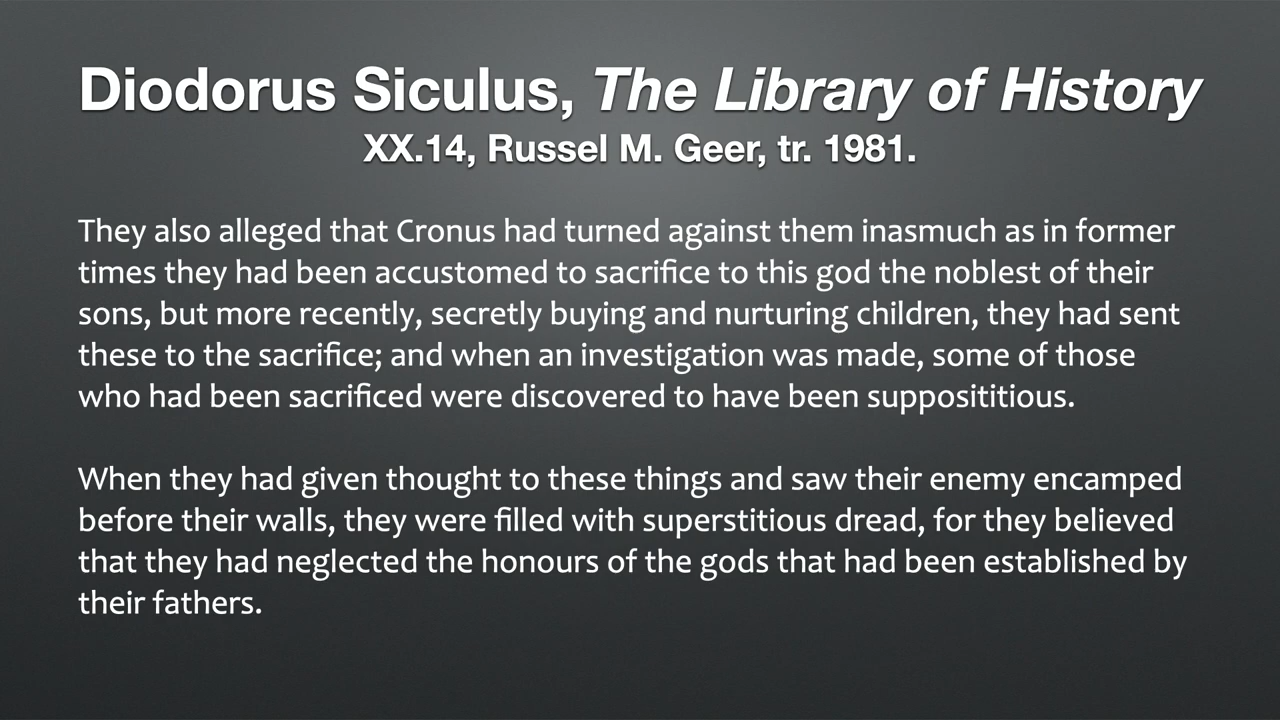 Diodorus Siculus, The Library of History
XX.14, Russel M. Geer, tr. 1981.
They also alleged that Cronus had turned against them inasmuch as in former
times they had been accustomed to sacrifice to this god the noblest of their
sons, but more recently, secretly buying and nurturing children, they had sent
these to the sacrifice; and when an investigation was made, some of those
who had been sacrificed were discovered to have been supposititious.
When they had given thought to these things and saw their enemy encamped
before their walls, they were filled with superstitious dread, for they believed
that they had neglected the honours of the gods that had been established by
their fathers.